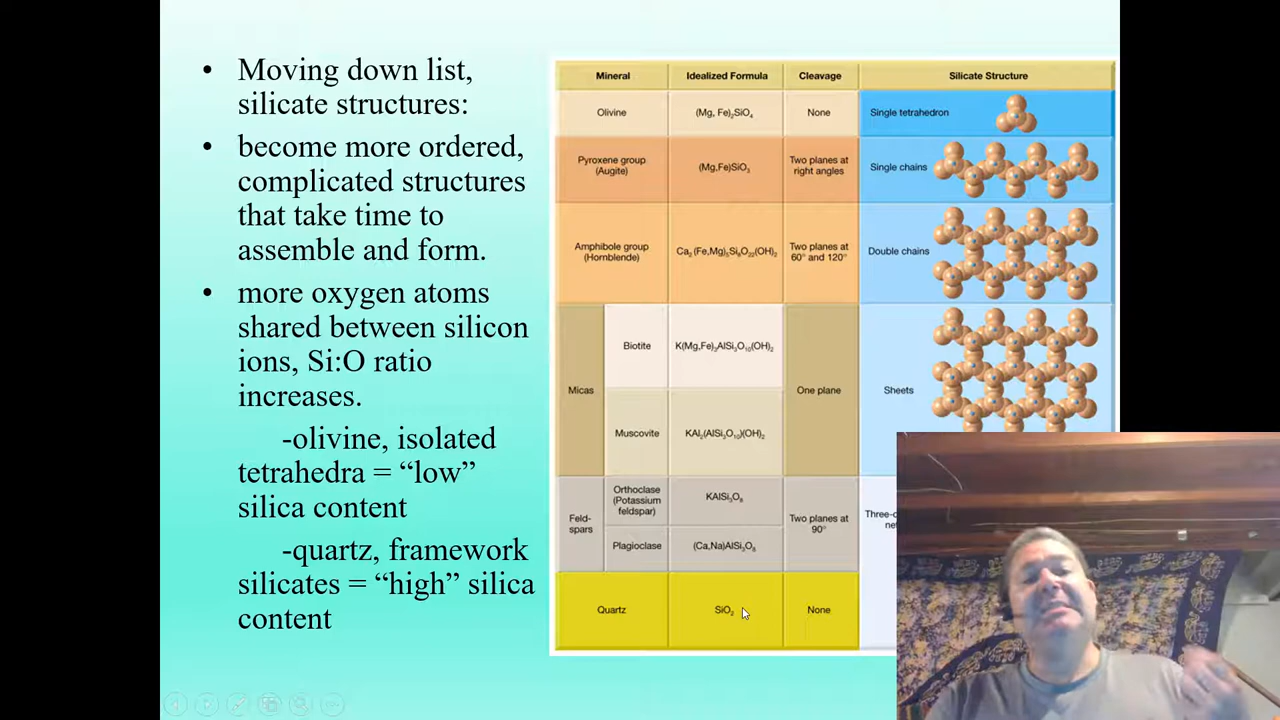 • Moving down list,
silicate structures:
• become more ordered,
complicated structures
that take time to
assemble and form.
• more oxygen atoms
shared between silicon
ions, Si:O ratio
increases.
-olivine, isolated
tetrahedra = “low”
silica content
-quartz, framework
silicates = “high” silica
content
Mineral Idealized Formula Cleavage Silicate Structure
Olivine (Mg, Fe)₂SiO₄ None Single tetrahedron
Pyroxene group
(Augite)
(Mg,Fe)SiO₃
Two planes at
right angles
Single chains
Amphibole group
(Hornblende)
Ca₂ (Fe,Mg)₅Si₈O₂₂(OH)₂
Two planes at
60° and 120°
Double chains
Micas
Biotite K(Mg,Fe)₃AlSi₃O₁₀(OH)₂
Muscovite KAl₂(AlSi₃O₁₀)(OH)₂
One plane
Sheets
Feld-
spars
Orthoclase
(Potassium
feldspar)
KAlSi₃O₈
Plagioclase (Ca,Na)AlSi₃O₈
Two planes at
90°
Quartz SiO₂ None